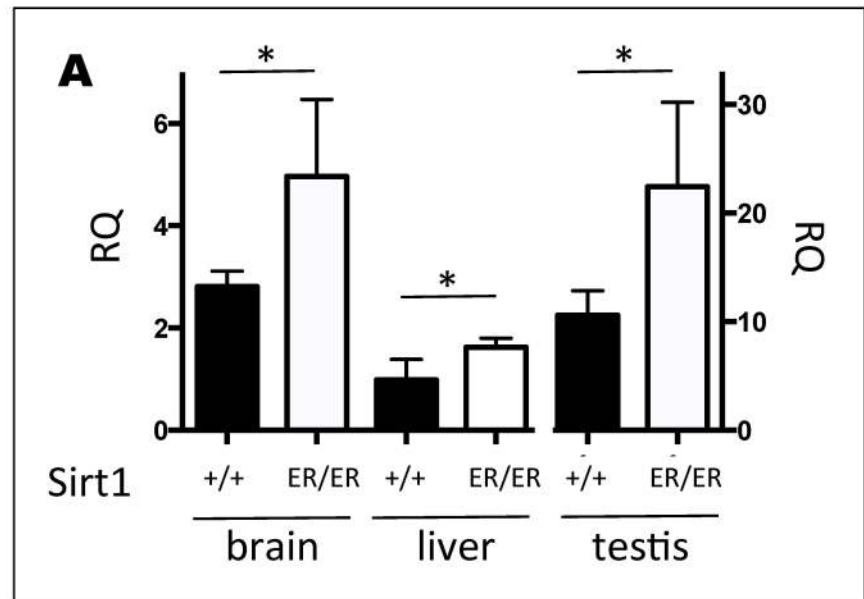 A
* * *
RQ
6
4
2
0
30
20
10
0
RQ
Sirt1 +/+ ER/ER +/+ ER/ER +/+ ER/ER
brain liver testis